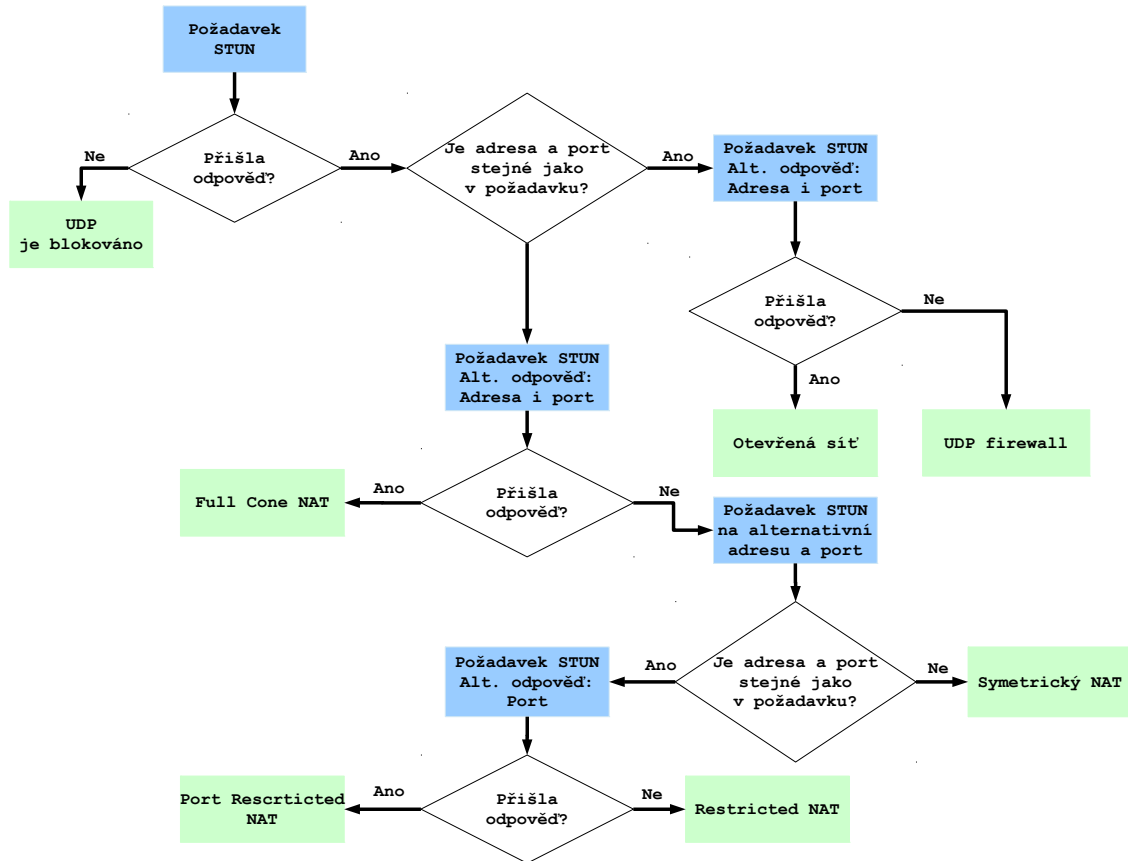 Požadavek
STUN
Ne
Přišla
odpověď?
Ano
Je adresa a port
stejné jako
v požadavku?
Ano
Požadavek STUN
Alt. odpověď:
Adresa i port
UDP
je blokováno
Přišla
odpověď?
Ne
Ano
Požadavek STUN
Alt. odpověď:
Adresa i port
Otevřená síť
UDP firewall
Full Cone NAT
Ano
Přišla
odpověď?
Ne
Požadavek STUN
na alternativní
adresu a port
Požadavek STUN
Alt. odpověď:
Port
Ano
Je adresa a port
stejné jako
v požadavku?
Ne
Symetrický NAT
Port Rescrticted
NAT
Ano
Přišla
odpověď?
Ne
Restricted NAT